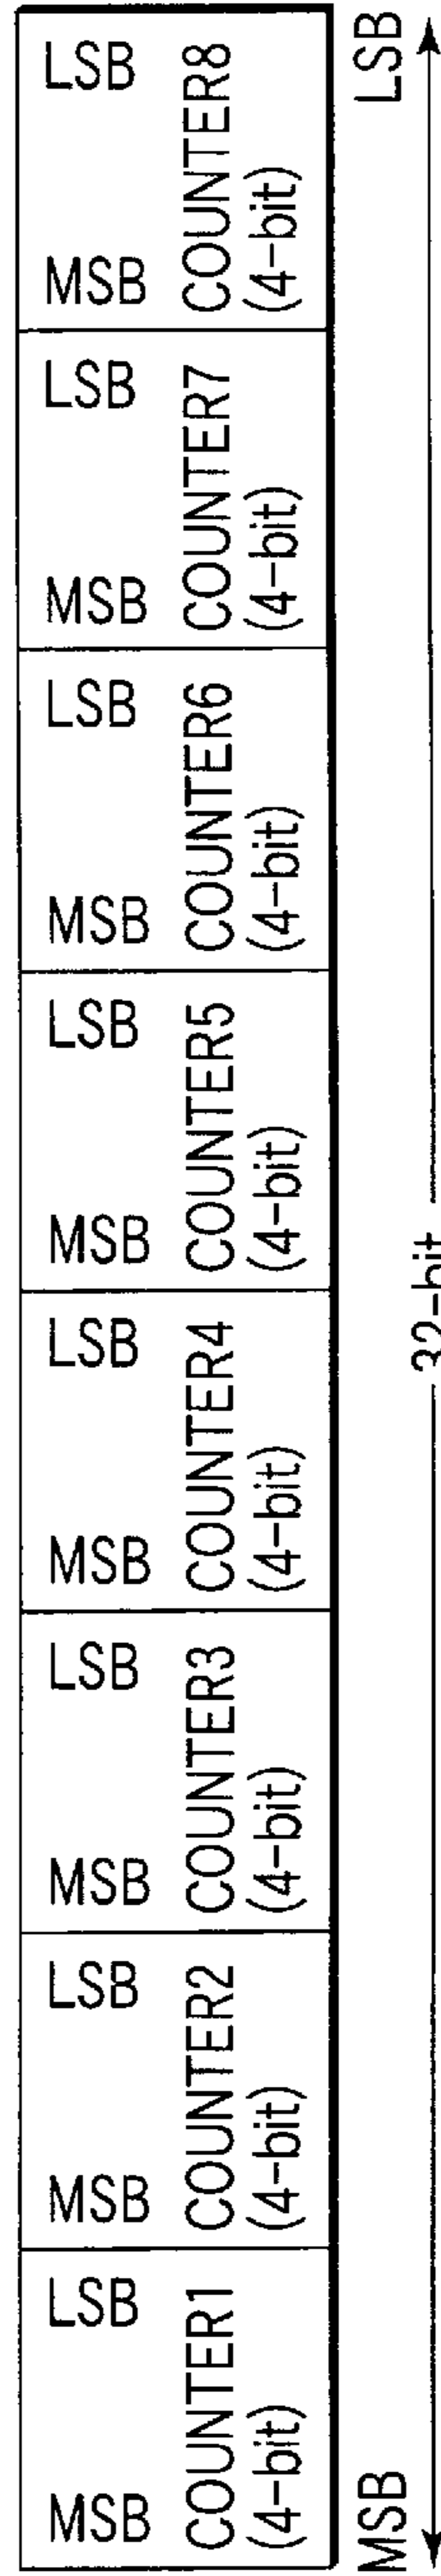 MSB LSB MSB LSB MSB LSB MSB LSB MSB LSB MSB LSB MSB LSB MSB LSB
COUNTER1 COUNTER2 COUNTER3 COUNTER4 COUNTER5 COUNTER6 COUNTER7 COUNTER8
(4-bit) (4-bit) (4-bit) (4-bit) (4-bit) (4-bit) (4-bit) (4-bit)
MSB LSB
32-bit